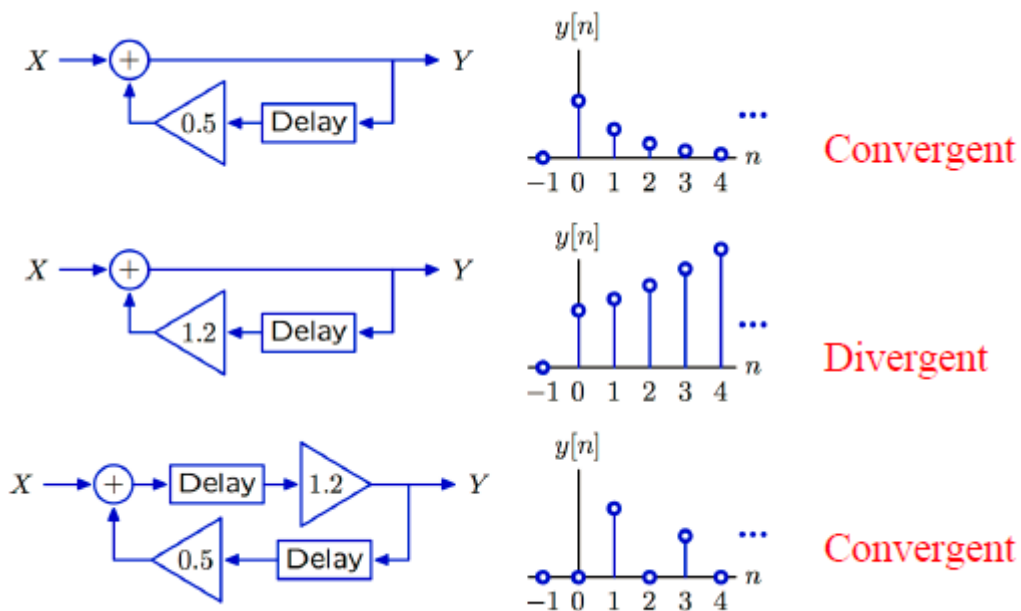 y[n]
X + Y
0.5 Delay
... n
−1 0 1 2 3 4
Convergent
y[n]
X + Y
1.2 Delay
... n
−1 0 1 2 3 4
Divergent
y[n]
X + Delay 1.2 Y
0.5 Delay
... n
−1 0 1 2 3 4
Convergent